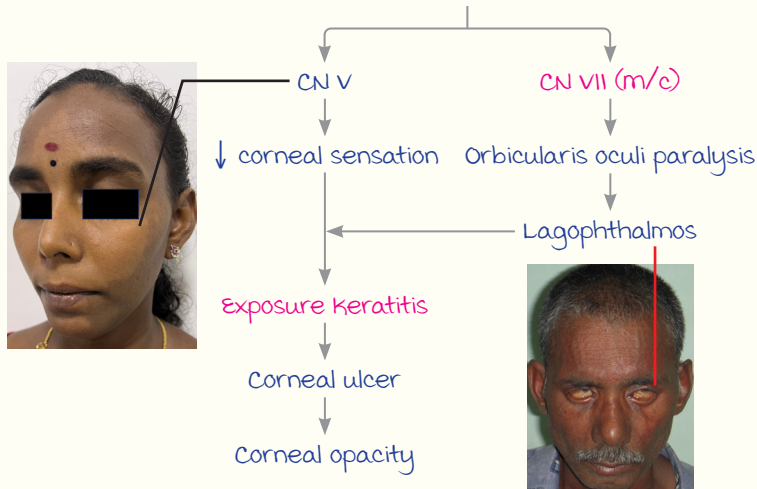 CN V
CN VII (m/c)
↓ corneal sensation
Orbicularis oculi paralysis
Lagophthalmos
Exposure keratitis
Corneal ulcer
Corneal opacity